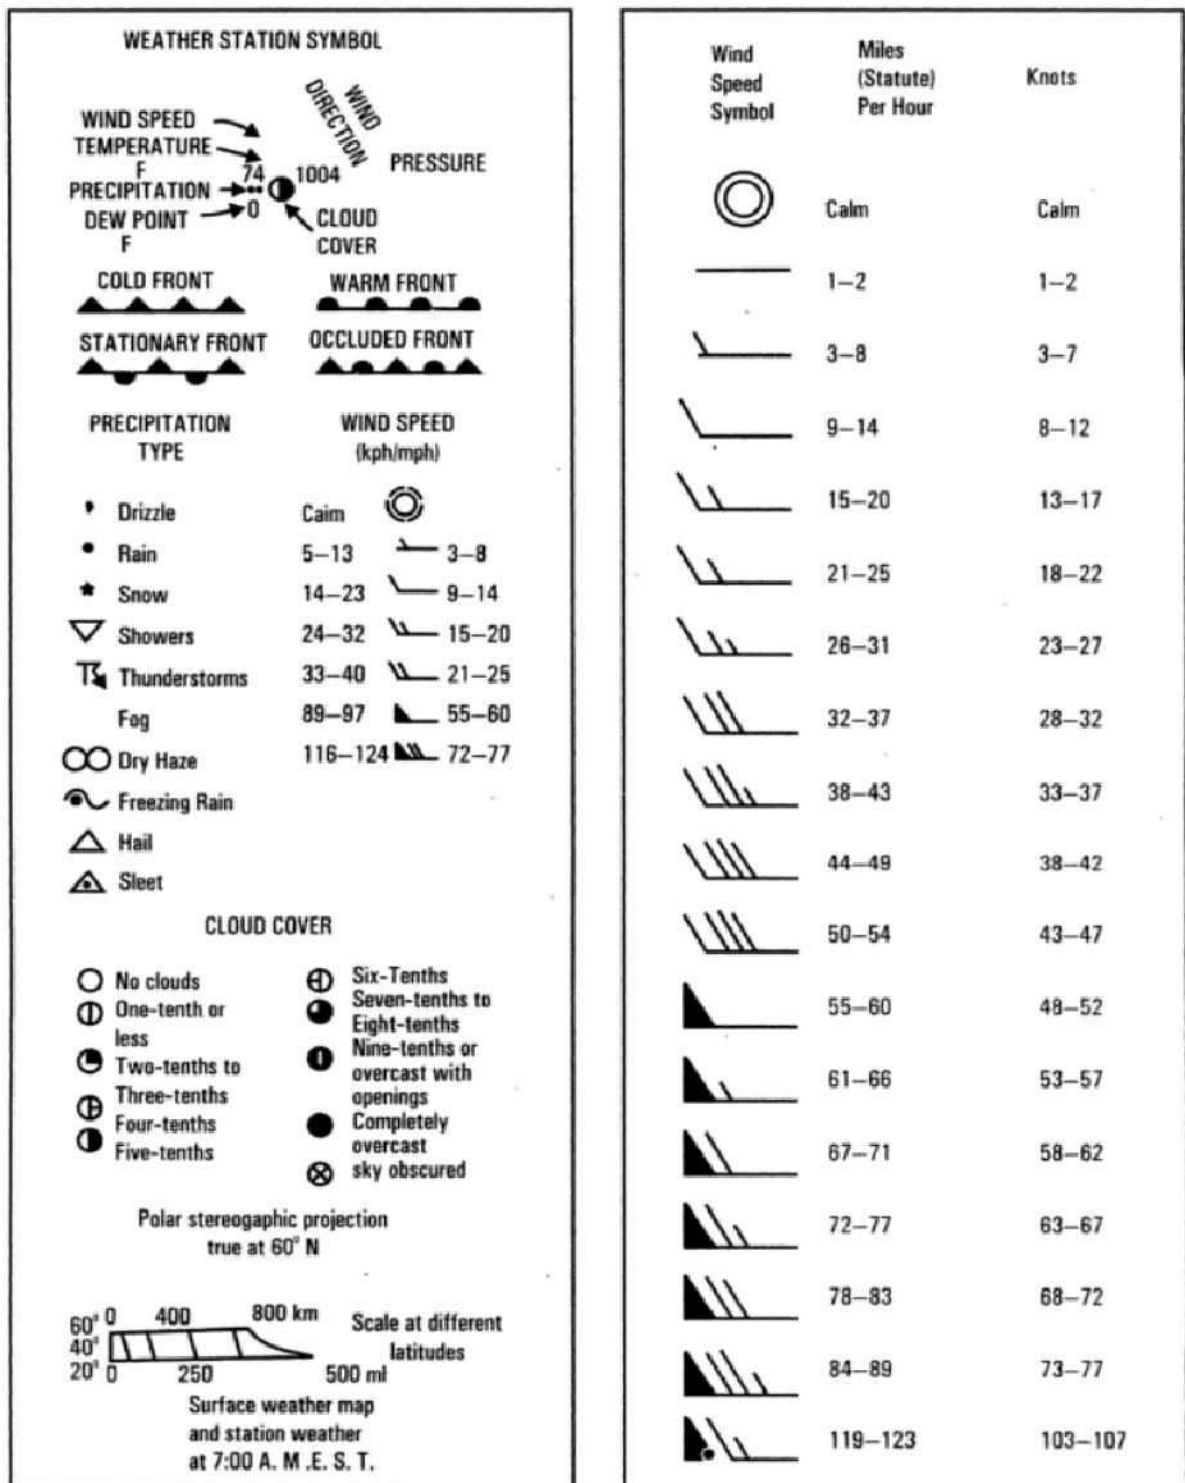 WEATHER STATION SYMBOL
WIND SPEED
WIND
DIRECTION
TEMPERATURE
F
74
1004
PRESSURE
PRECIPITATION
DEW POINT
F
0
CLOUD
COVER
COLD FRONT
WARM FRONT
STATIONARY FRONT
OCCLUDED FRONT
PRECIPITATION
TYPE
Drizzle
Rain
Snow
Showers
Thunderstorms
Fog
Dry Haze
Freezing Rain
Hail
Sleet
WIND SPEED
(kph/mph)
Caim
5–13 3–8
14–23 9–14
24–32 15–20
33–40 21–25
89–97 55–60
116–124 72–77
CLOUD COVER
No clouds
One-tenth or
less
Two-tenths to
Three-tenths
Four-tenths
Five-tenths
Six-Tenths
Seven-tenths to
Eight-tenths
Nine-tenths or
overcast with
openings
Completely
overcast
sky obscured
Polar stereogaphic projection
true at 60° N
60° 0 400 800 km
40°
20° 0 250 500 ml
Scale at different
latitudes
Surface weather map
and station weather
at 7:00 A. M .E. S. T.
Wind
Speed
Symbol
Miles
(Statute)
Per Hour
Knots
Calm Calm
1–2 1–2
3–8 3–7
9–14 8–12
15–20 13–17
21–25 18–22
26–31 23–27
32–37 28–32
38–43 33–37
44–49 38–42
50–54 43–47
55–60 48–52
61–66 53–57
67–71 58–62
72–77 63–67
78–83 68–72
84–89 73–77
119–123 103–107